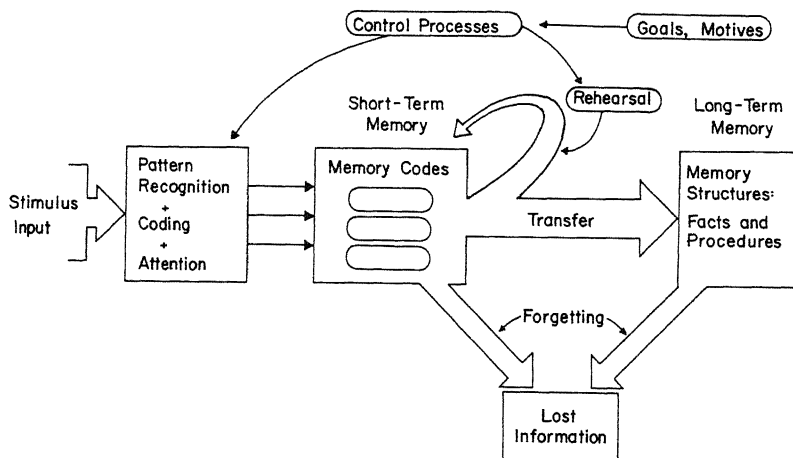 Control Processes
Goals, Motives
Short-Term
Memory
Rehearsal
Long-Term
Memory
Stimulus
Input
Pattern
Recognition
+
Coding
+
Attention
Memory Codes
Transfer
Memory
Structures:
Facts and
Procedures
Forgetting
Lost
Information